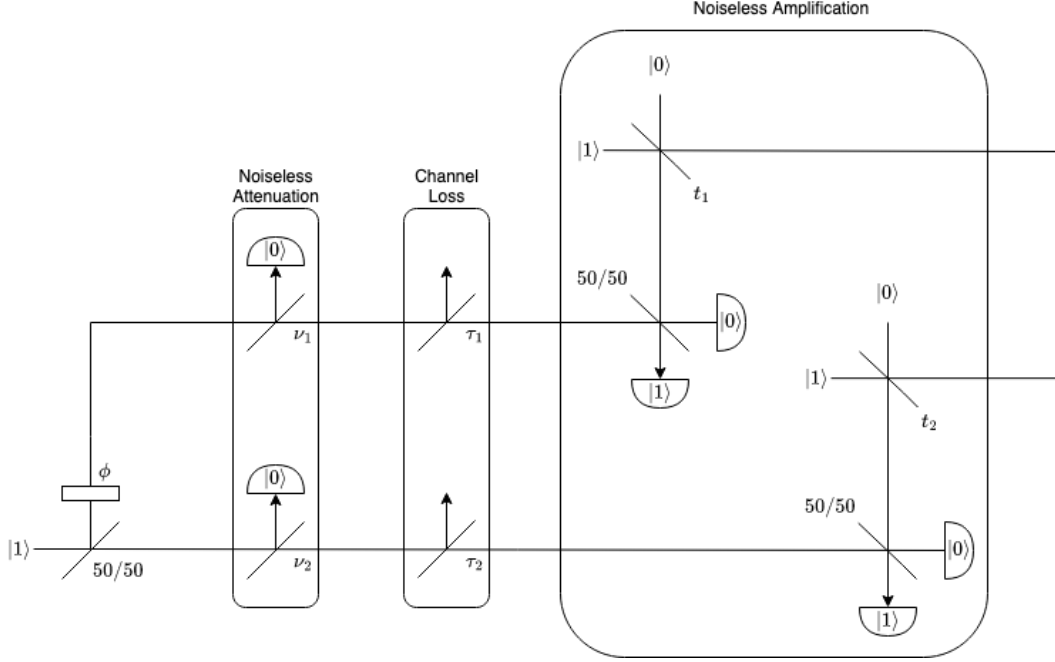 Noiseless Amplification
|0⟩
|1⟩
t₁
Noiseless
Attenuation
Channel
Loss
|0⟩
ν₁
τ₁
50/50
|0⟩
|1⟩
|0⟩
|1⟩
t₂
ϕ
|0⟩
|1⟩
50/50
ν₂
τ₂
50/50
|0⟩
|1⟩